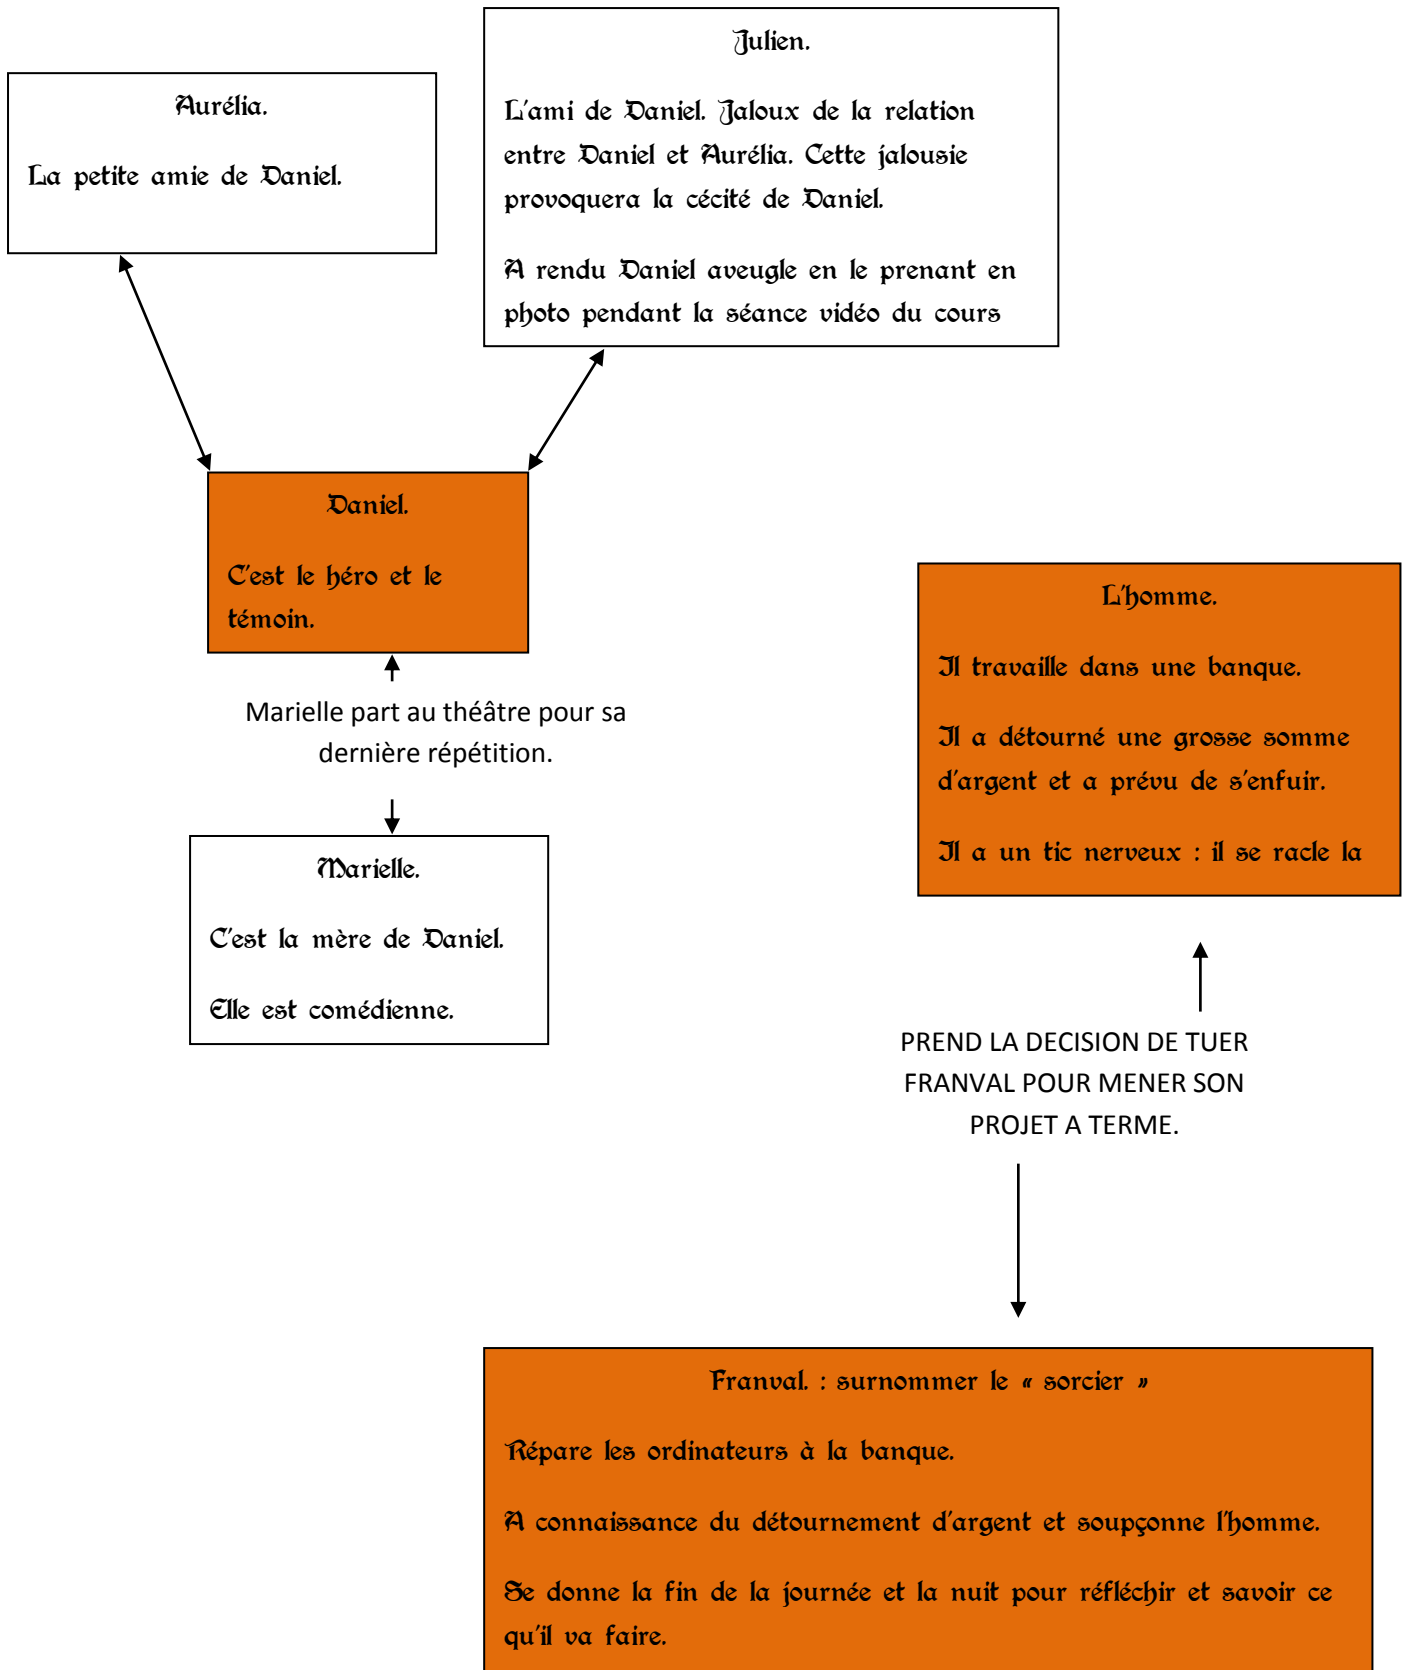 Aurélia.
La petite amie de Daniel.
Julien.
L'ami de Daniel. Jaloux de la relation
entre Daniel et Aurélia. Cette jalousie
provoquera la cécité de Daniel.
A rendu Daniel aveugle en le prenant en
photo pendant la séance vidéo du cours
Daniel.
C'est le héro et le
témoin.
Marielle part au théâtre pour sa
dernière répétition.
Marielle.
C'est la mère de Daniel.
Elle est comédienne.
L'homme.
Il travaille dans une banque.
Il a détourné une grosse somme
d'argent et a prévu de s'enfuir.
Il a un tic nerveux : il se racle la
PREND LA DECISION DE TUER
FRANVAL POUR MENER SON
PROJET A TERME.
Franval. : surnommer le « sorcier »
Répare les ordinateurs à la banque.
A connaissance du détournement d'argent et soupçonne l'homme.
Se donne la fin de la journée et la nuit pour réfléchir et savoir ce
qu'il va faire.